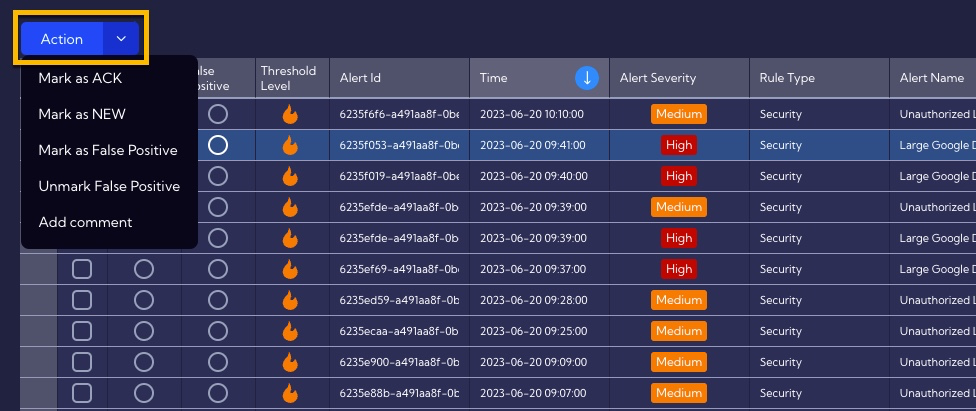 Action
Mark as ACK
Mark as NEW
Mark as False Positive
Unmark False Positive
Add comment
Threshold Level Alert Id Time Alert Severity Rule Type Alert Name
6235f6f6-a491aa8f-0be 2023-06-20 10:10:00 Medium Security Unauthorized L
6235f053-a491aa8f-0b 2023-06-20 09:41:00 High Security Large Google D
6235f019-a491aa8f-0be 2023-06-20 09:40:00 High Security Large Google D
6235efde-a491aa8f-0b 2023-06-20 09:39:00 Medium Security Unauthorized L
6235efde-a491aa8f-0b 2023-06-20 09:39:00 High Security Large Google D
6235ef69-a491aa8f-0b 2023-06-20 09:37:00 High Security Large Google D
6235ed59-a491aa8f-0b 2023-06-20 09:28:00 Medium Security Unauthorized L
6235ecaa-a491aa8f-0b 2023-06-20 09:25:00 Medium Security Unauthorized L
6235e900-a491aa8f-0b 2023-06-20 09:09:00 Medium Security Unauthorized L
6235e88b-a491aa8f-0b 2023-06-20 09:07:00 Medium Security Unauthorized L